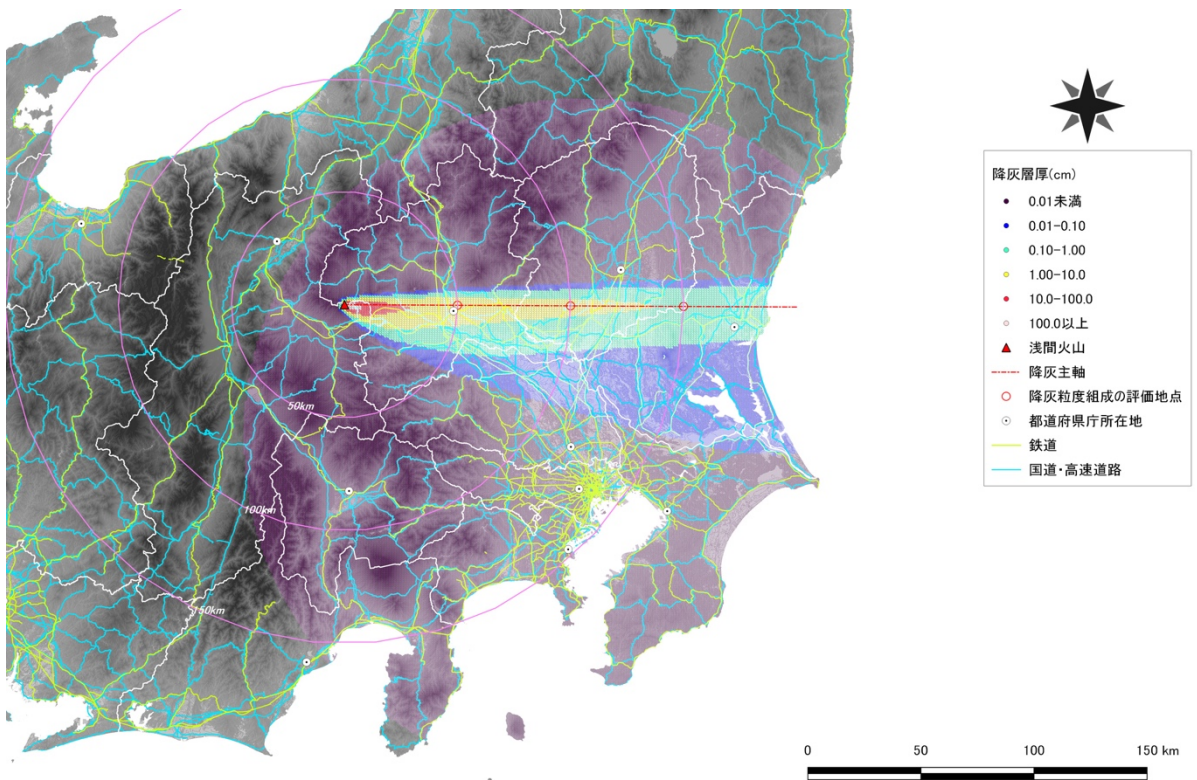 降灰層厚(cm)
0.01未満
0.01-0.10
0.10-1.00
1.00-10.0
10.0-100.0
100.0以上
浅間火山
降灰主軸
降灰粒度組成の評価地点
都道府県庁所在地
鉄道
国道・高速道路
50km
100km
150km
0 50 100 150 km